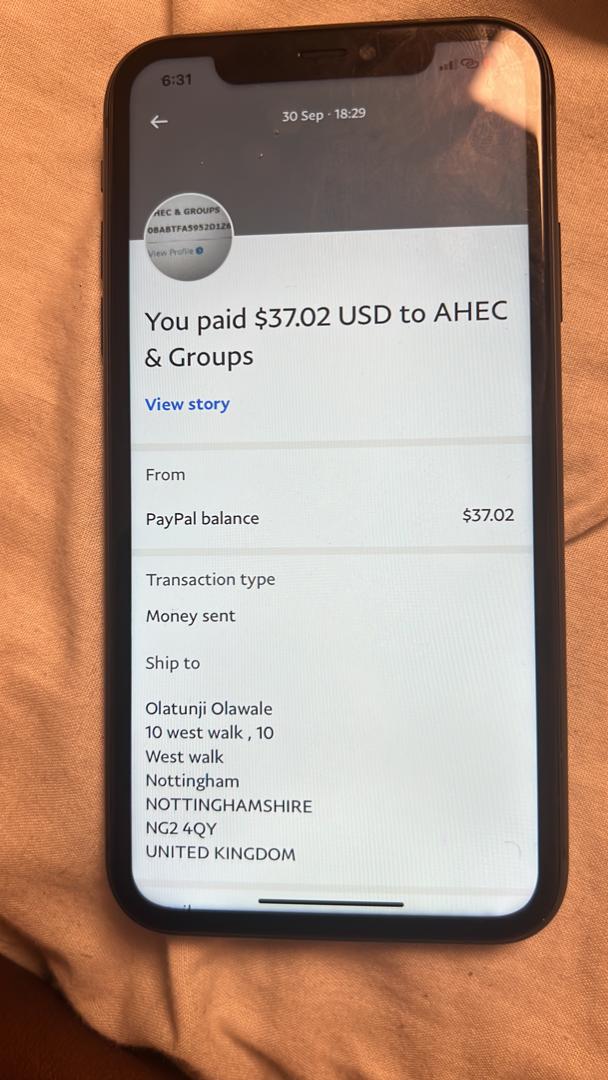 6:31
30 Sep · 18:29
HEC & GROUPS
View Profile
You paid $37.02 USD to AHEC
& Groups
View story
From
PayPal balance $37.02
Transaction type
Money sent
Ship to
Olatunji Olawale
10 west walk , 10
West walk
Nottingham
NOTTINGHAMSHIRE
NG2 4QY
UNITED KINGDOM